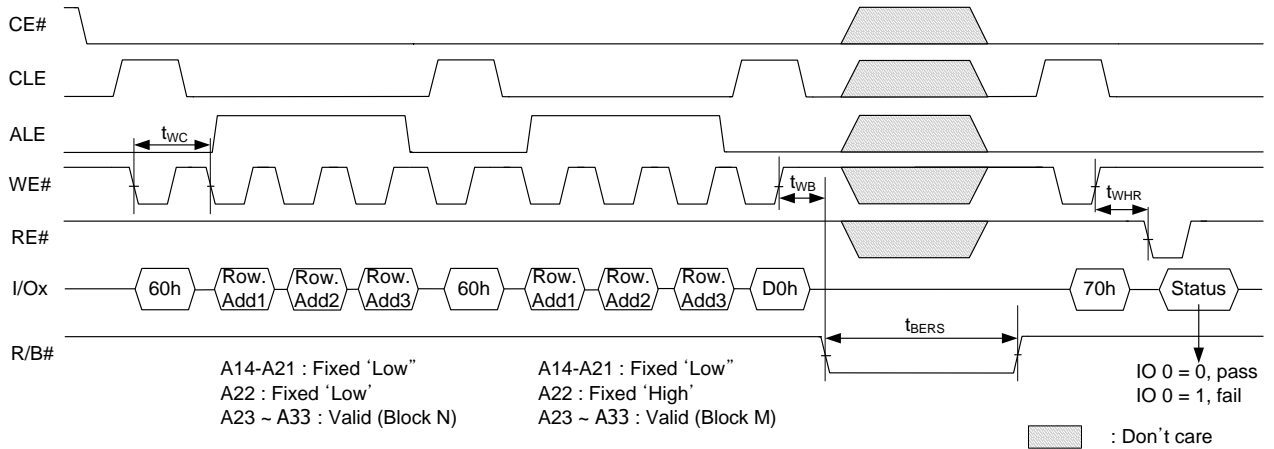 CE#
CLE
ALE
tWC
WE#
tWB
tWHR
RE#
I/Ox
60h
Row. Add1
Row. Add2
Row. Add3
60h
Row. Add1
Row. Add2
Row. Add3
D0h
70h
Status
tBERS
R/B#
A14-A21 : Fixed ‘Low”
A22 : Fixed ‘Low’
A23 ~ A33 : Valid (Block N)
A14-A21 : Fixed ‘Low”
A22 : Fixed ‘High’
A23 ~ A33 : Valid (Block M)
IO 0 = 0, pass
IO 0 = 1, fail
: Don’t care